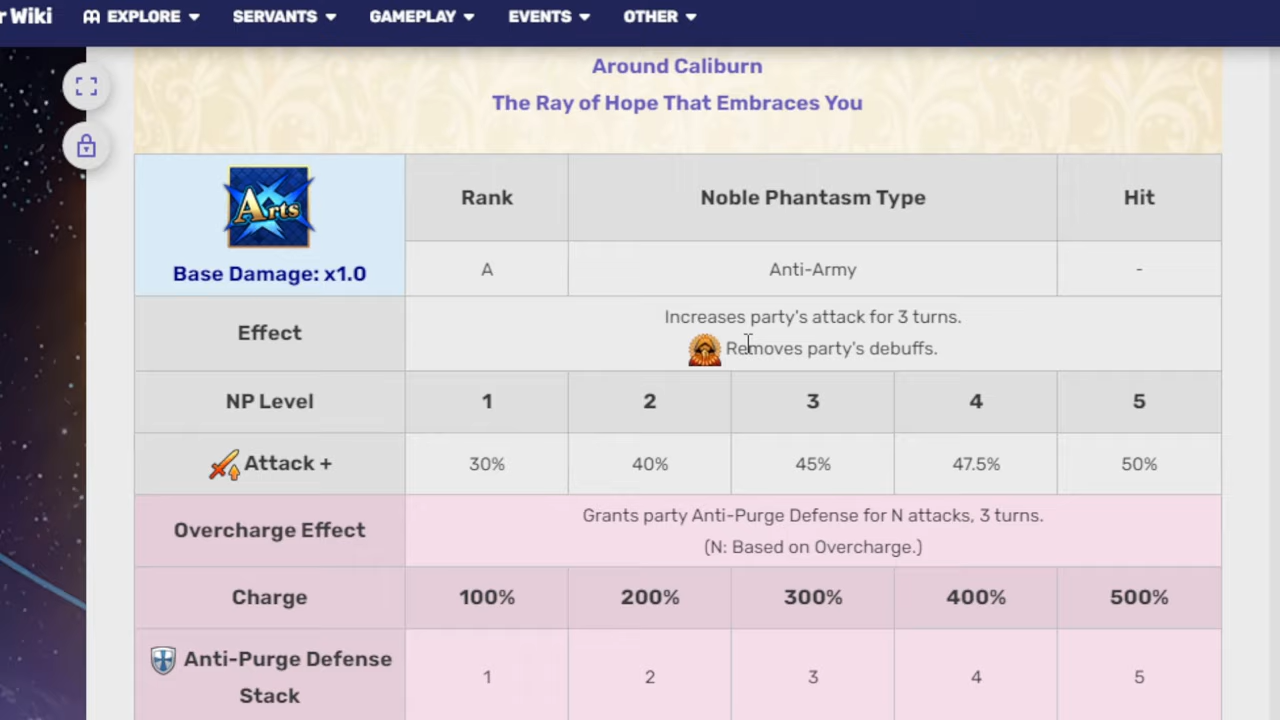 r Wiki EXPLORE SERVANTS GAMEPLAY EVENTS OTHER
Around Caliburn
The Ray of Hope That Embraces You
Arts
Base Damage: x1.0
Rank Noble Phantasm Type Hit
A Anti-Army -
Effect
Increases party's attack for 3 turns.
Removes party's debuffs.
NP Level 1 2 3 4 5
Attack + 30% 40% 45% 47.5% 50%
Overcharge Effect
Grants party Anti-Purge Defense for N attacks, 3 turns.
(N: Based on Overcharge.)
Charge 100% 200% 300% 400% 500%
Anti-Purge Defense
Stack
1 2 3 4 5